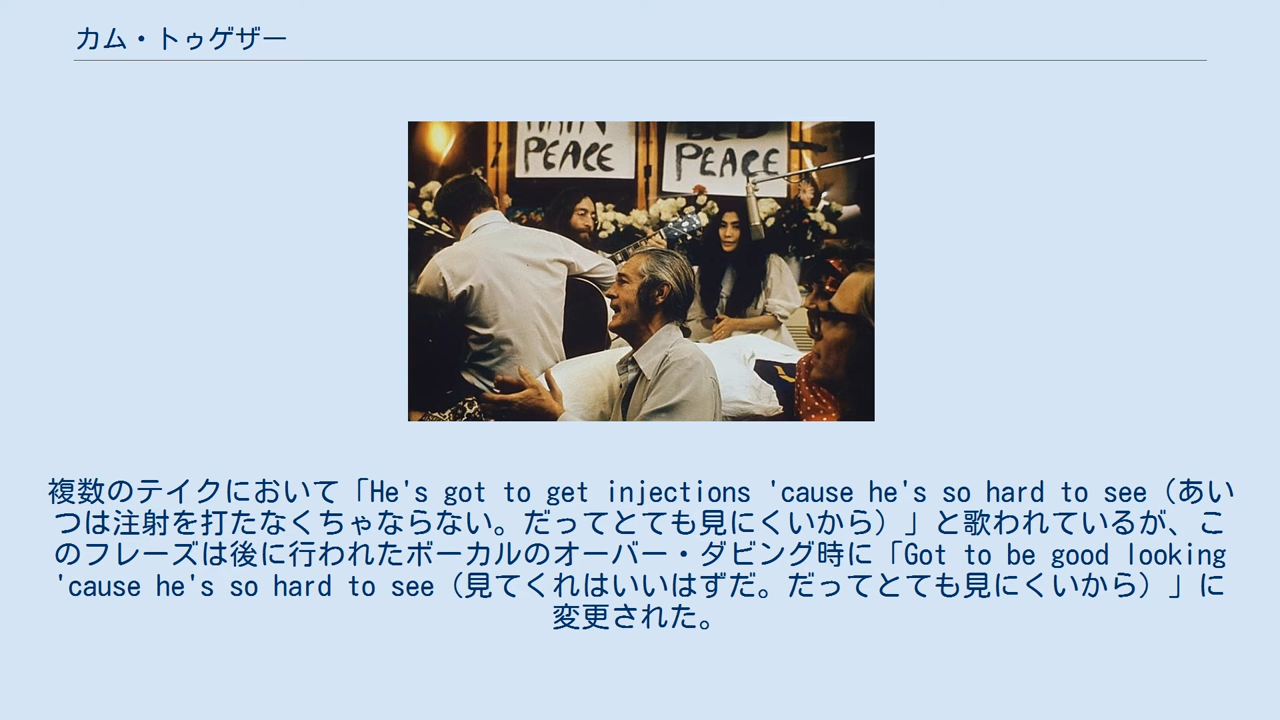 カム・トゥゲザー
PEACE
PEACE
複数のテイクにおいて「He's got to get injections 'cause he's so hard to see（あい
つは注射を打たなくちゃならない。だってとても見にくいから）」と歌われているが、こ
のフレーズは後に行われたボーカルのオーバー・ダビング時に「Got to be good looking
'cause he's so hard to see（見てくれはいいはずだ。だってとても見にくいから）」に
変更された。